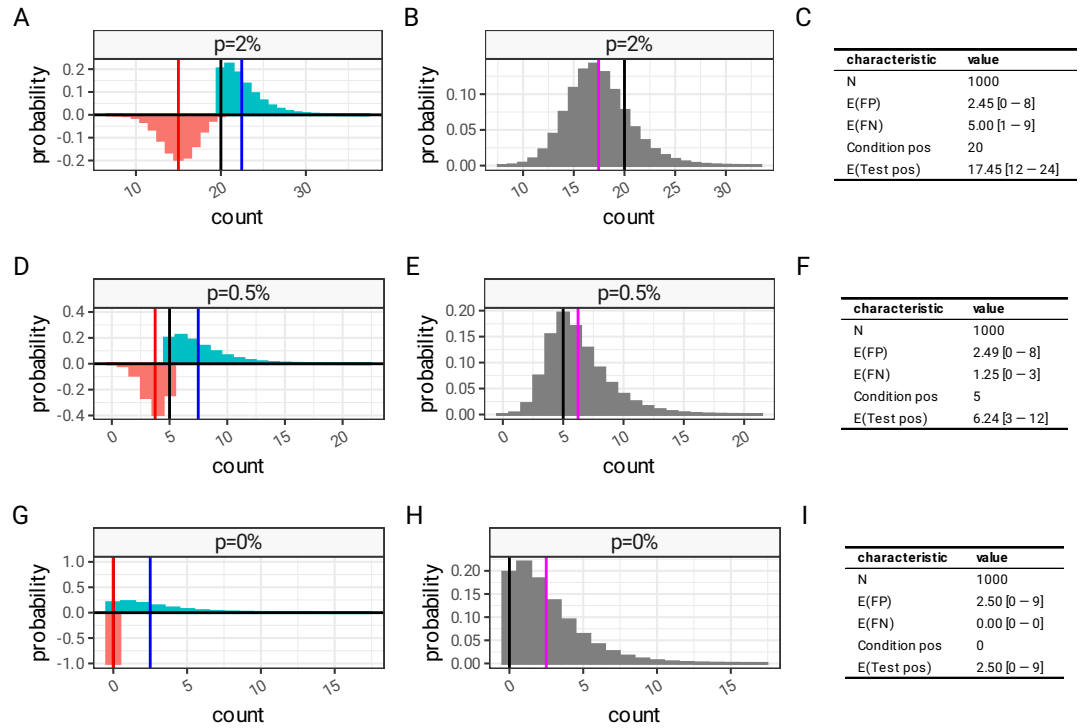 A
p=2%
0.2
0.1
0.0
-0.1
-0.2
probability
10
20
30
count
B
p=2%
0.10
0.05
0.00
probability
10
15
20
25
30
count
C
characteristic value
N 1000
E(FP) 2.45 [0 – 8]
E(FN) 5.00 [1 – 9]
Condition pos 20
E(Test pos) 17.45 [12 – 24]
D
p=0.5%
0.4
0.2
0.0
-0.2
-0.4
probability
0
5
10
15
20
count
E
p=0.5%
0.20
0.15
0.10
0.05
0.00
probability
0
5
10
15
20
count
F
characteristic value
N 1000
E(FP) 2.49 [0 – 8]
E(FN) 1.25 [0 – 3]
Condition pos 5
E(Test pos) 6.24 [3 – 12]
G
p=0%
1.0
0.5
0.0
-0.5
-1.0
probability
0
5
10
15
count
H
p=0%
0.20
0.15
0.10
0.05
0.00
probability
0
5
10
15
count
I
characteristic value
N 1000
E(FP) 2.50 [0 – 9]
E(FN) 0.00 [0 – 0]
Condition pos 0
E(Test pos) 2.50 [0 – 9]